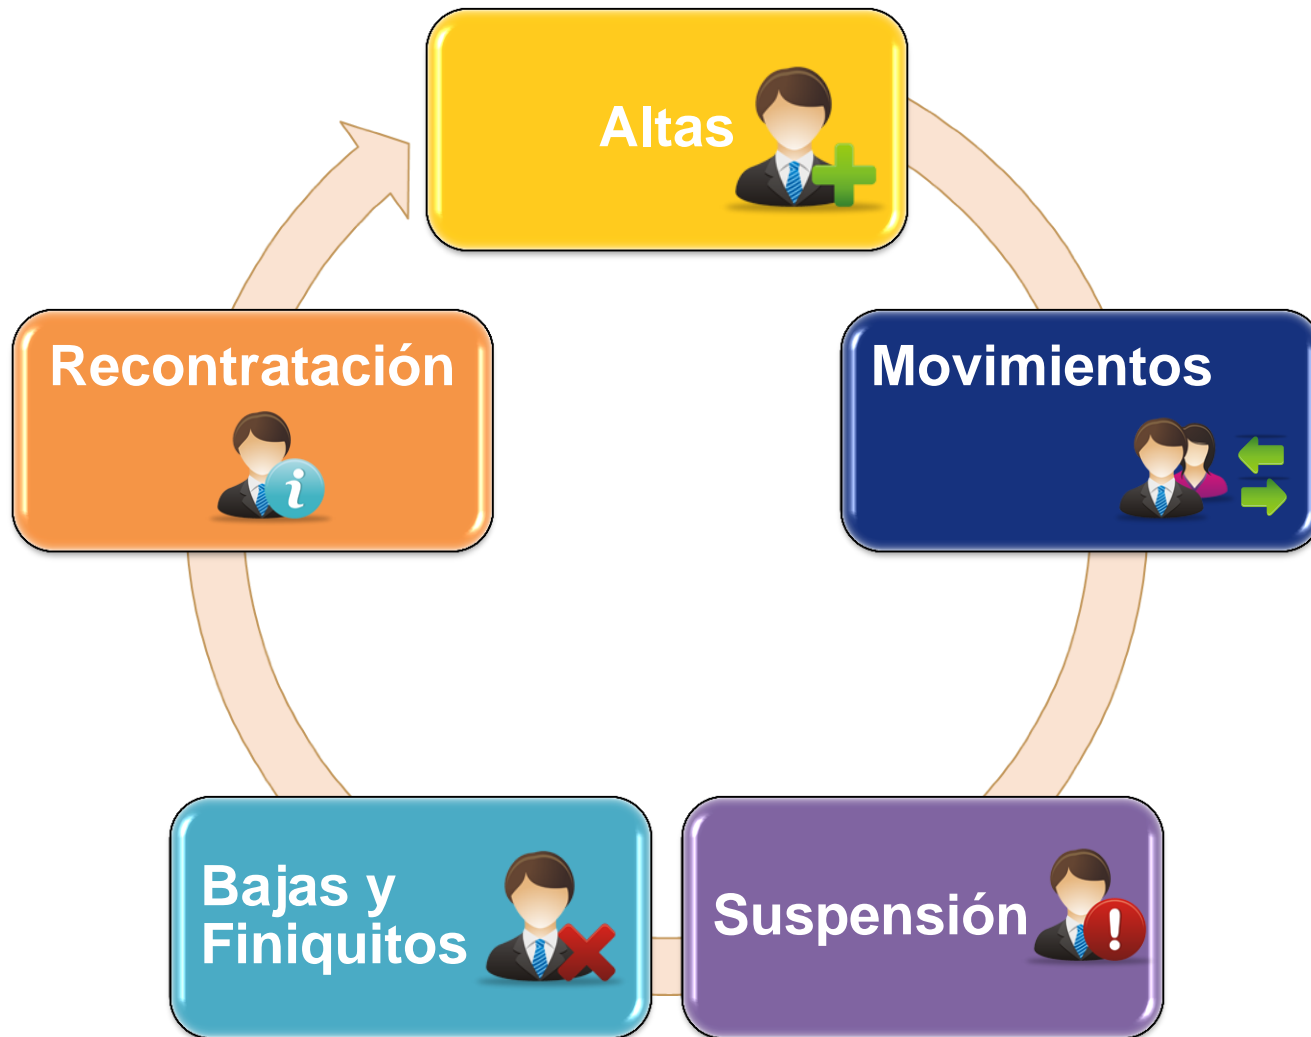 Altas
Movimientos
Suspensión
Bajas y
Finiquitos
Recontratación